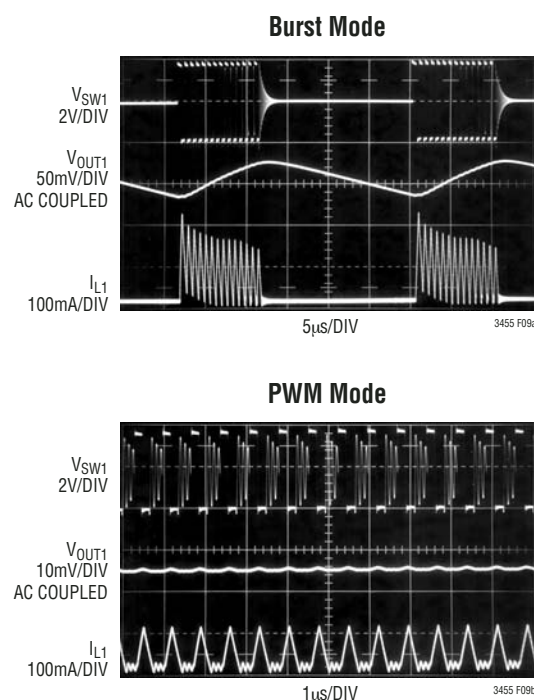 Burst Mode
V_SW1
2V/DIV
V_OUT1
50mV/DIV
AC COUPLED
I_L1
100mA/DIV
5µs/DIV
3455 F09a
PWM Mode
V_SW1
2V/DIV
V_OUT1
10mV/DIV
AC COUPLED
I_L1
100mA/DIV
1µs/DIV
3455 F09b